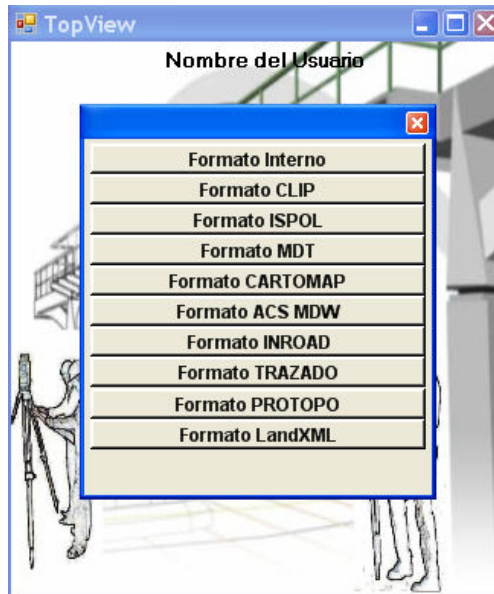 TopView
Nombre del Usuario
Formato Interno
Formato CLIP
Formato ISPOL
Formato MDT
Formato CARTOMAP
Formato ACS MDW
Formato INROAD
Formato TRAZADO
Formato PROTOPO
Formato LandXML